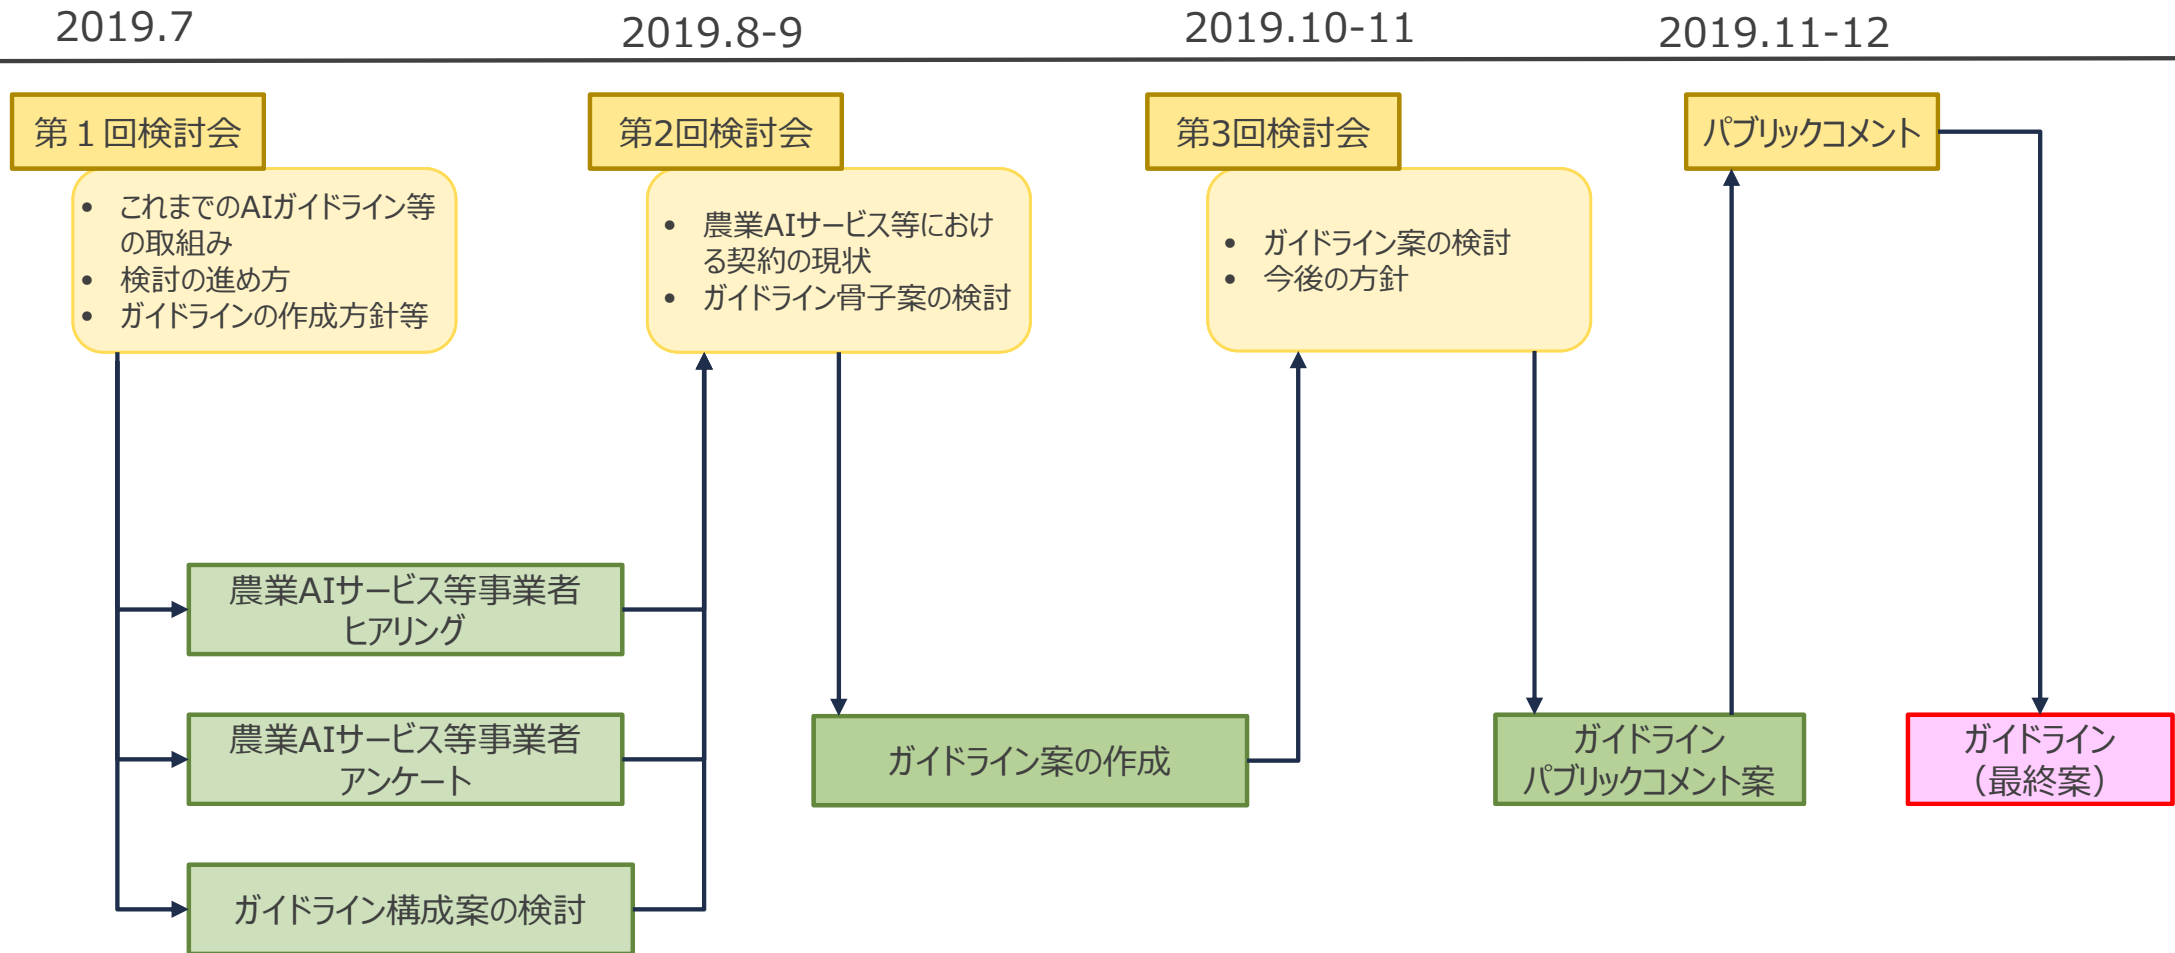 2019.7
2019.8-9
2019.10-11
2019.11-12
第１回検討会
• これまでのAIガイドライン等
の取組み
• 検討の進め方
• ガイドラインの作成方針等
第2回検討会
• 農業AIサービス等におけ
る契約の現状
• ガイドライン骨子案の検討
第3回検討会
• ガイドライン案の検討
• 今後の方針
パブリックコメント
農業AIサービス等事業者
ヒアリング
農業AIサービス等事業者
アンケート
ガイドライン構成案の検討
ガイドライン案の作成
ガイドライン
パブリックコメント案
ガイドライン
（最終案）